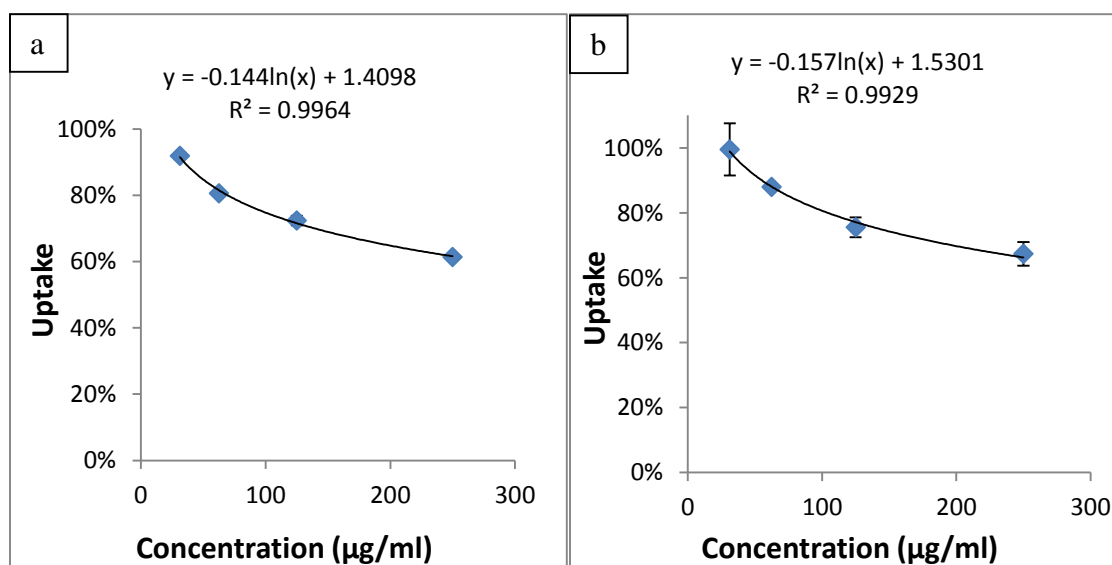 a
y = -0.144ln(x) + 1.4098
R² = 0.9964
100%
80%
60%
40%
20%
0%
Uptake
0 100 200 300
Concentration (µg/ml)
b
y = -0.157ln(x) + 1.5301
R² = 0.9929
100%
80%
60%
40%
20%
0%
Uptake
0 100 200 300
Concentration (µg/ml)